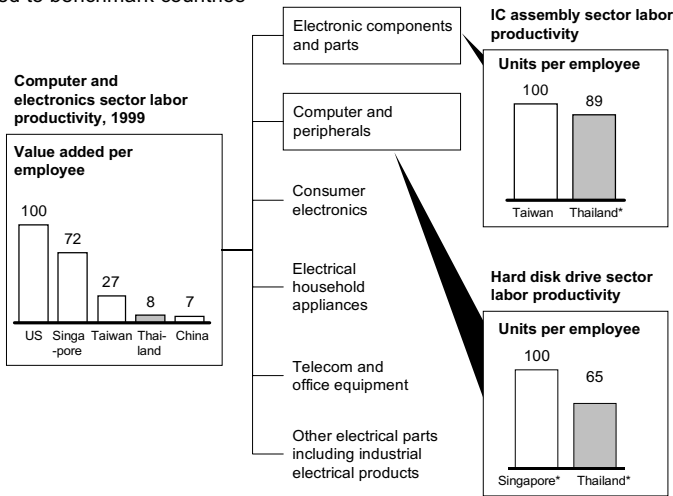 to benchmark countries
Computer and
electronics sector labor
productivity, 1999
Value added per
employee
100
72
27
8
7
US Singa Taiwan Thai- China
-pore land
Electronic components
and parts
Computer and
peripherals
Consumer
electronics
Electrical
household
appliances
Telecom and
office equipment
Other electrical parts
including industrial
electrical products
IC assembly sector labor
productivity
Units per employee
100
89
Taiwan Thailand*
Hard disk drive sector
labor productivity
Units per employee
100
65
Singapore* Thailand*